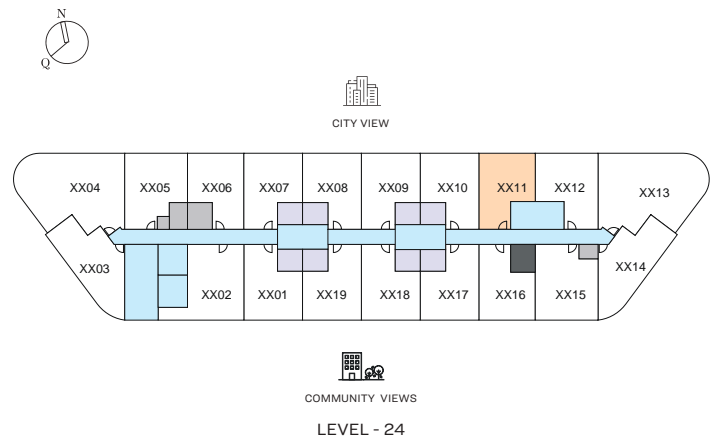 N
Q
CITY VIEW
XX04 XX05 XX06 XX07 XX08 XX09 XX10 XX11 XX12 XX13
XX03 XX02 XX01 XX19 XX18 XX17 XX16 XX15 XX14
COMMUNITY VIEWS
LEVEL - 24